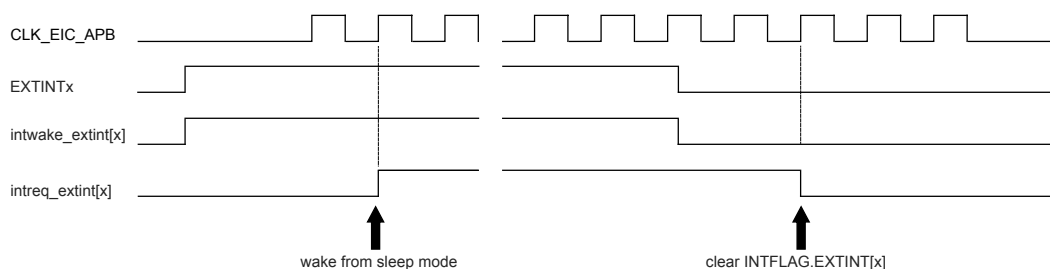 CLK_EIC_APB
EXTINTx
intwake_extint[x]
intreq_extint[x]
wake from sleep mode
clear INTFLAG.EXTINT[x]